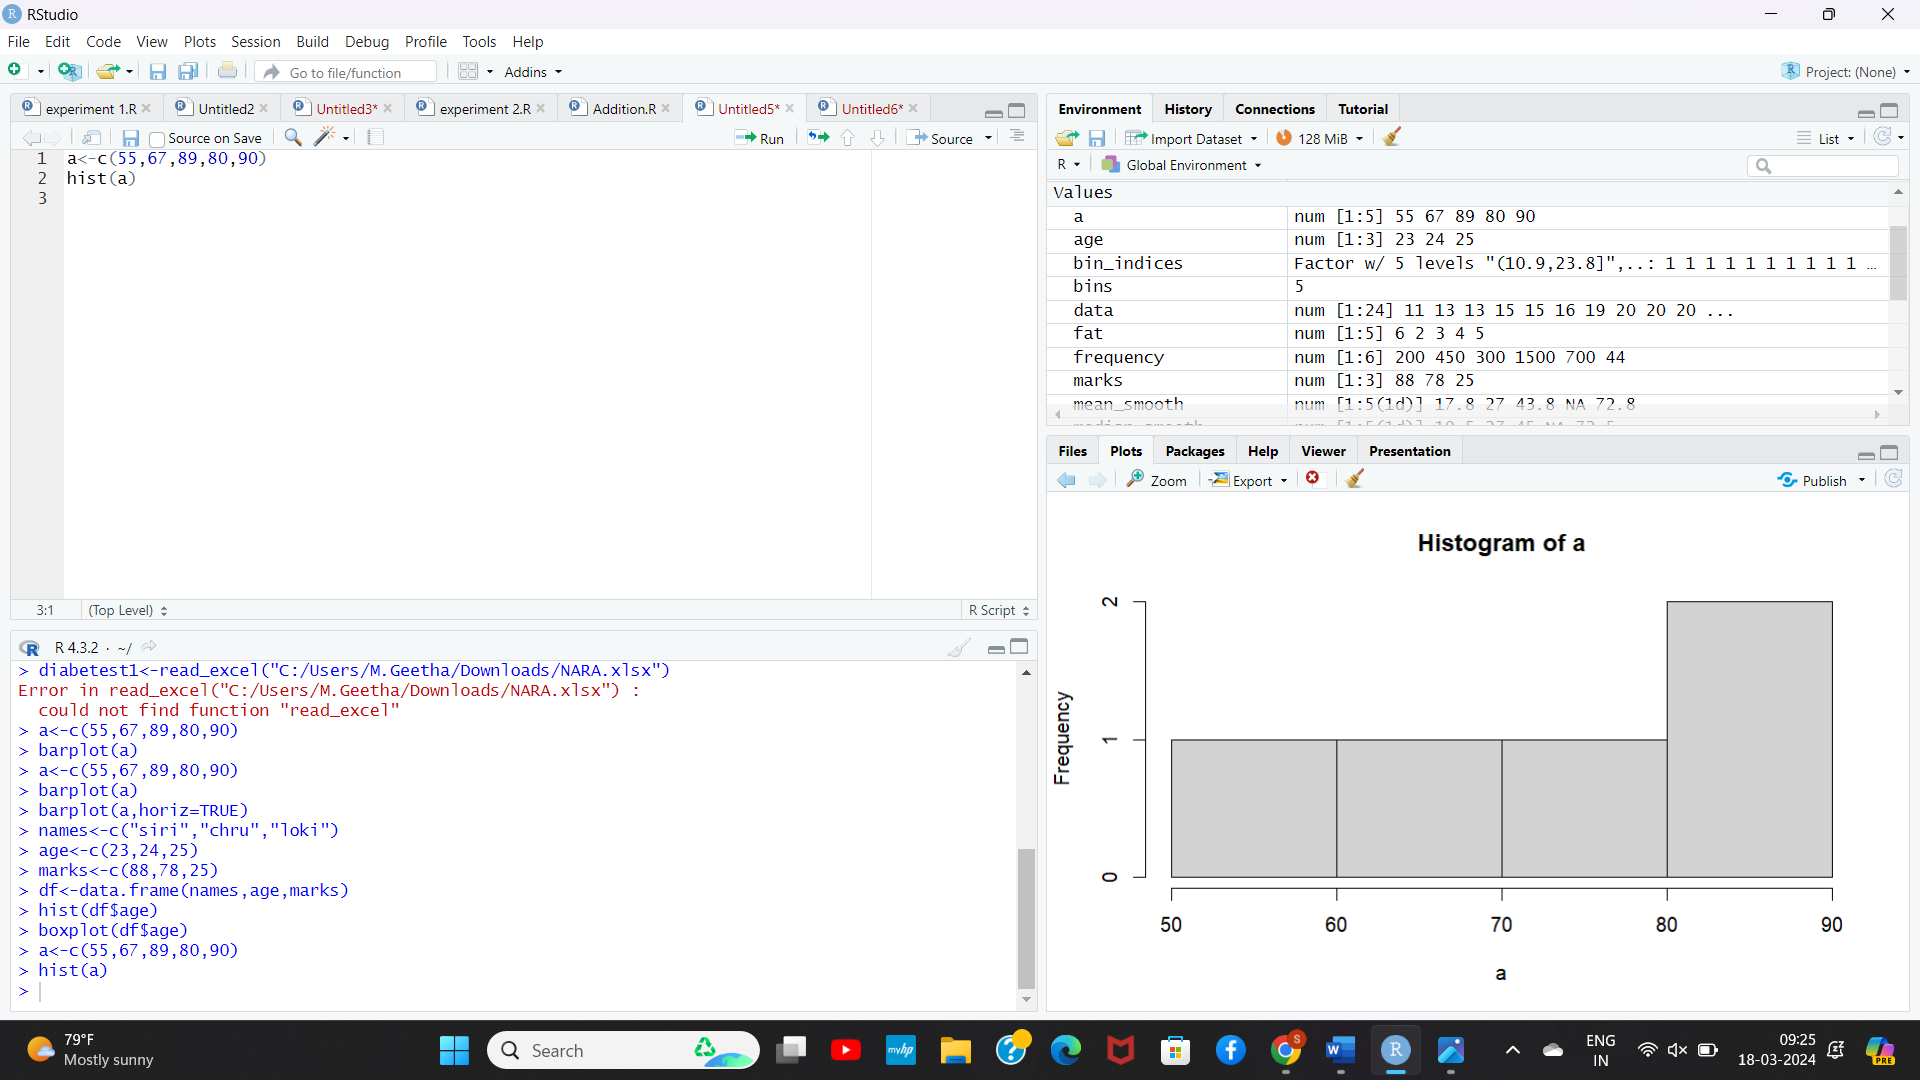 RStudio
File Edit Code View Plots Session Build Debug Profile Tools Help
Go to file/function Addins Project: (None)
experiment 1.R Untitled2 Untitled3* experiment 2.R Addition.R Untitled5* Untitled6*
Source on Save Run Source
1 a<-c(55,67,89,80,90)
2 hist(a)
3
3:1 (Top Level) R Script
R 4.3.2 · ~/
> diabetest1<-read_excel("C:/Users/M.Geetha/Downloads/NARA.xlsx")
Error in read_excel("C:/Users/M.Geetha/Downloads/NARA.xlsx") :
could not find function "read_excel"
> a<-c(55,67,89,80,90)
> barplot(a)
> a<-c(55,67,89,80,90)
> barplot(a)
> barplot(a,horiz=TRUE)
> names<-c("siri","chru","loki")
> age<-c(23,24,25)
> marks<-c(88,78,25)
> df<-data.frame(names,age,marks)
> hist(df$age)
> boxplot(df$age)
> a<-c(55,67,89,80,90)
> hist(a)
>
Environment History Connections Tutorial
Import Dataset 128 MiB List
R Global Environment
Values
a num [1:5] 55 67 89 80 90
age num [1:3] 23 24 25
bin_indices Factor w/ 5 levels "(10.9,23.8]",..: 1 1 1 1 1 1 1 1 1 1 …
bins 5
data num [1:24] 11 13 13 15 15 16 19 20 20 20 ...
fat num [1:5] 6 2 3 4 5
frequency num [1:6] 200 450 300 1500 700 44
marks num [1:3] 88 78 25
mean_smooth num [1:5(1d)] 17.8 27 43.8 NA 72.8
Files Plots Packages Help Viewer Presentation
Zoom Export Publish
Histogram of a
Frequency
2
1
0
50 60 70 80 90
a
79°F
Mostly sunny
Search
myhp
S
ENG
IN
09:25
18-03-2024
PRE